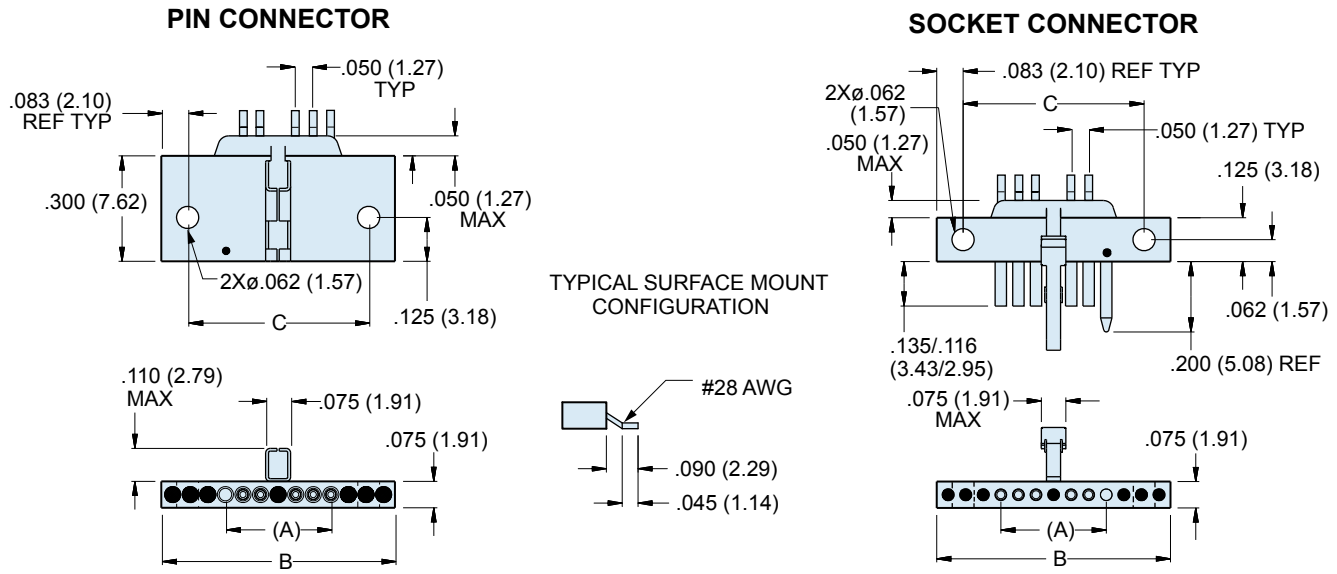 PIN CONNECTOR
.050 (1.27)
TYP
.083 (2.10)
REF TYP
.300 (7.62)
.050 (1.27)
MAX
2Xø.062 (1.57)
C
.125 (3.18)
.110 (2.79)
MAX
.075 (1.91)
.075 (1.91)
(A)
B
TYPICAL SURFACE MOUNT
CONFIGURATION
#28 AWG
.090 (2.29)
.045 (1.14)
SOCKET CONNECTOR
.083 (2.10) REF TYP
2Xø.062
(1.57)
C
.050 (1.27) TYP
.050 (1.27)
MAX
.125 (3.18)
.062 (1.57)
.135/.116
(3.43/2.95)
.200 (5.08) REF
.075 (1.91)
MAX
.075 (1.91)
(A)
B